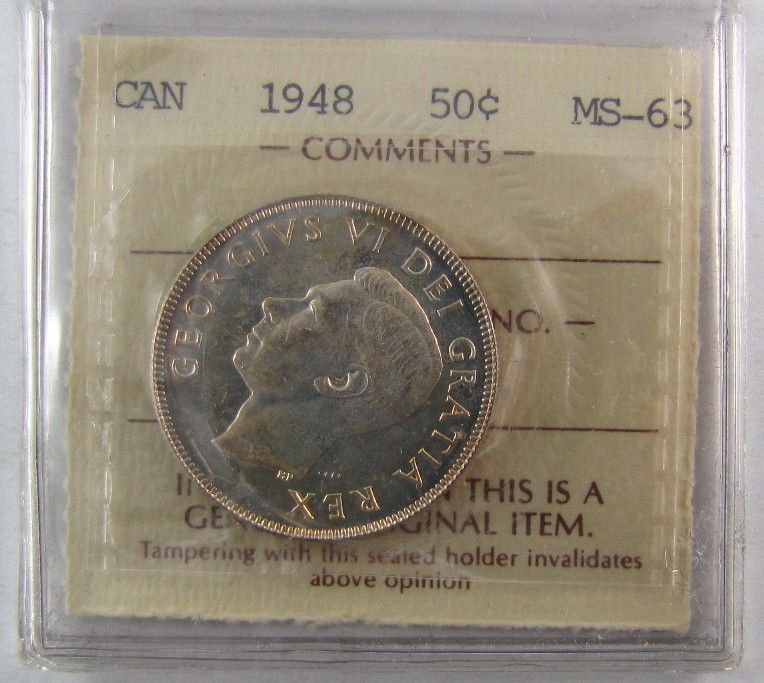 CAN 1948 50¢ MS-63
— COMMENTS —
NO. —
GEORGIVS VI DEI GRATIA REX
HP
THIS IS A
GINAL ITEM.
Tampering with this sealed holder invalidates
above opinion